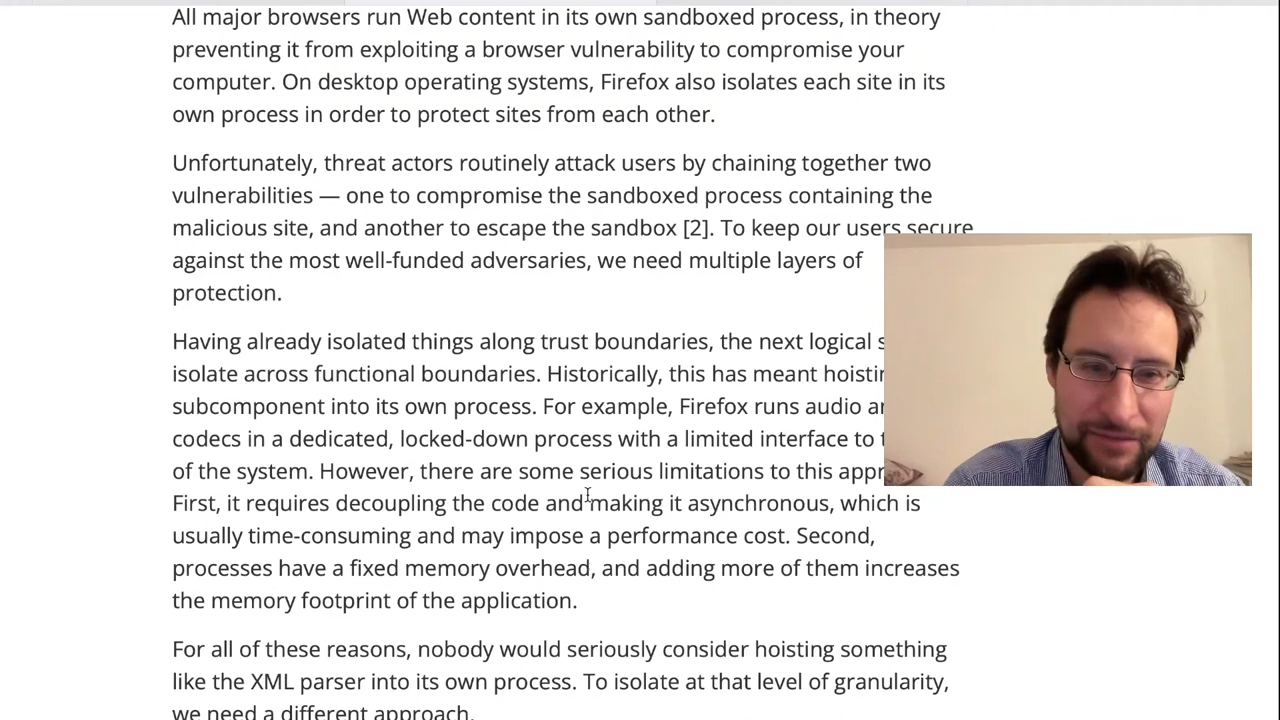 All major browsers run Web content in its own sandboxed process, in theory
preventing it from exploiting a browser vulnerability to compromise your
computer. On desktop operating systems, Firefox also isolates each site in its
own process in order to protect sites from each other.
Unfortunately, threat actors routinely attack users by chaining together two
vulnerabilities — one to compromise the sandboxed process containing the
malicious site, and another to escape the sandbox [2]. To keep our users secure
against the most well-funded adversaries, we need multiple layers of
protection.
Having already isolated things along trust boundaries, the next logical
isolate across functional boundaries. Historically, this has meant
subcomponent into its own process. For example, Firefox runs audio
codecs in a dedicated, locked-down process with a limited interface to
of the system. However, there are some serious limitations to this
First, it requires decoupling the code and making it asynchronous, which is
usually time-consuming and may impose a performance cost. Second,
processes have a fixed memory overhead, and adding more of them increases
the memory footprint of the application.
For all of these reasons, nobody would seriously consider hoisting something
like the XML parser into its own process. To isolate at that level of granularity,
we need a different approach.